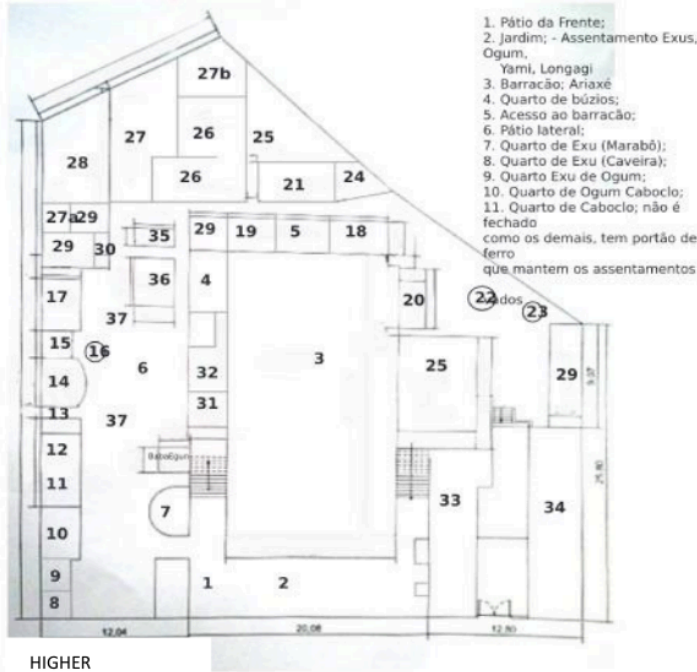 1. Pátio da Frente;
2. Jardim; - Assentamento Exus,
Ogum,
Yami, Longagi
3. Barracão; Ariaxé
4. Quarto de búzios;
5. Acesso ao barracão;
6. Pátio lateral;
7. Quarto de Exu (Marabô);
8. Quarto de Exu (Caveira);
9. Quarto Exu de Ogum;
10. Quarto de Ogum Caboclo;
11. Quarto de Caboclo; não é
fechado
como os demais, tem portão de
ferro
que mantem os assentamentos
27b
27 26 25
28 26 21 24
27a 29
29 30 35 29 19 5 18
17 36 4 20 22 23
37
15 16 6 32 3 25 29
14 31
13 37
12
11 BabaEgun
10 7 33 34
9 1 2
8
12,04 20,08 12,80
25,80
HIGHER